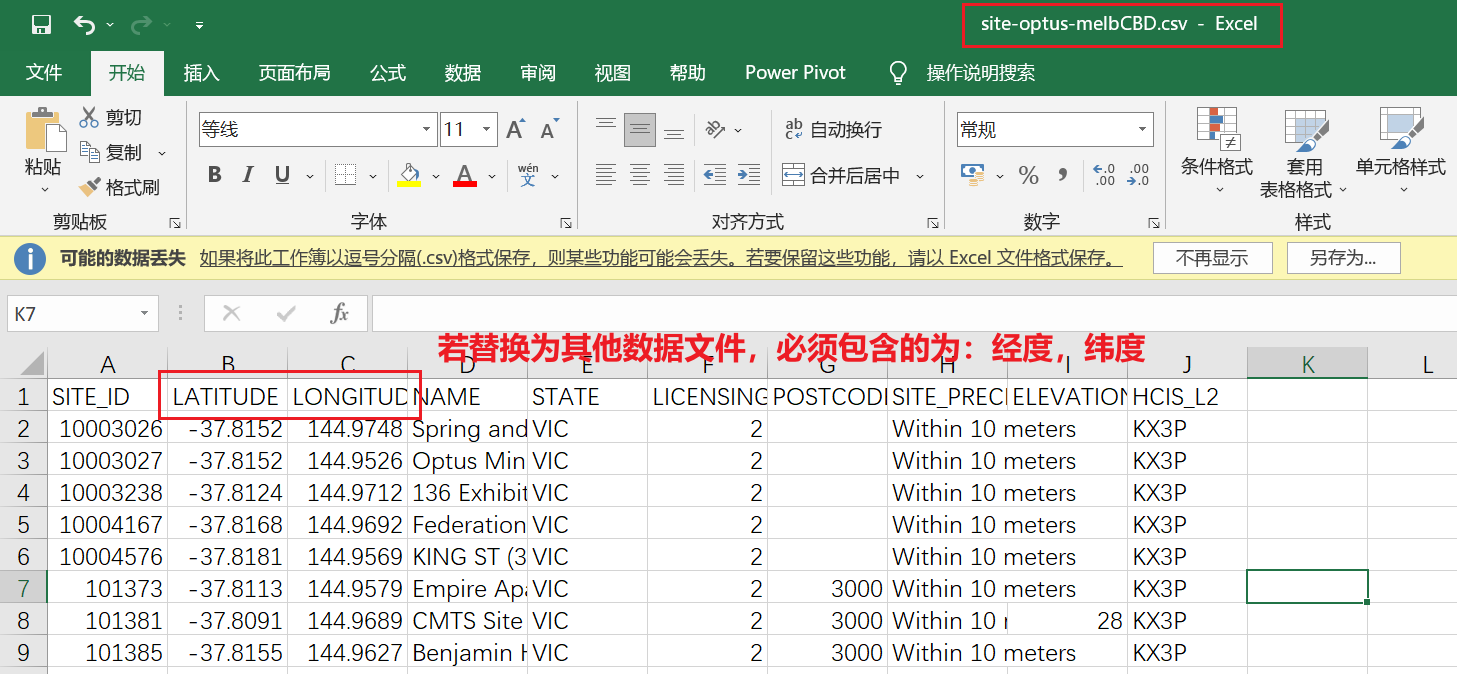 site-optus-melbCBD.csv - Excel
文件 开始 插入 页面布局 公式 数据 审阅 视图 帮助 Power Pivot 操作说明搜索
粘贴
剪切
复制
格式刷
剪贴板
等线 11
B I U A wén 文
字体
ab 自动换行
合并后居中
对齐方式
常规
% , .00 .00
数字
条件格式
套用
表格格式
单元格样式
样式
可能的数据丢失 如果将此工作簿以逗号分隔(.csv)格式保存，则某些功能可能会丢失。若要保留这些功能，请以 Excel 文件格式保存。 不再显示 另存为...
K7 fx
若替换为其他数据文件，必须包含的为：经度，纬度
A B C D E F G H I J K L
1 SITE_ID LATITUDE LONGITUD NAME STATE LICENSING POSTCODI SITE_PRECI ELEVATION HCIS_L2
2 10003026 -37.8152 144.9748 Spring and VIC 2 Within 10 meters KX3P
3 10003027 -37.8152 144.9526 Optus Min VIC 2 Within 10 meters KX3P
4 10003238 -37.8124 144.9712 136 Exhibit VIC 2 Within 10 meters KX3P
5 10004167 -37.8168 144.9692 Federation VIC 2 Within 10 meters KX3P
6 10004576 -37.8181 144.9569 KING ST (3 VIC 2 Within 10 meters KX3P
7 101373 -37.8113 144.9579 Empire Apa VIC 2 3000 Within 10 meters KX3P
8 101381 -37.8091 144.9689 CMTS Site VIC 2 3000 Within 10 28 KX3P
9 101385 -37.8155 144.9627 Benjamin H VIC 2 3000 Within 10 meters KX3P